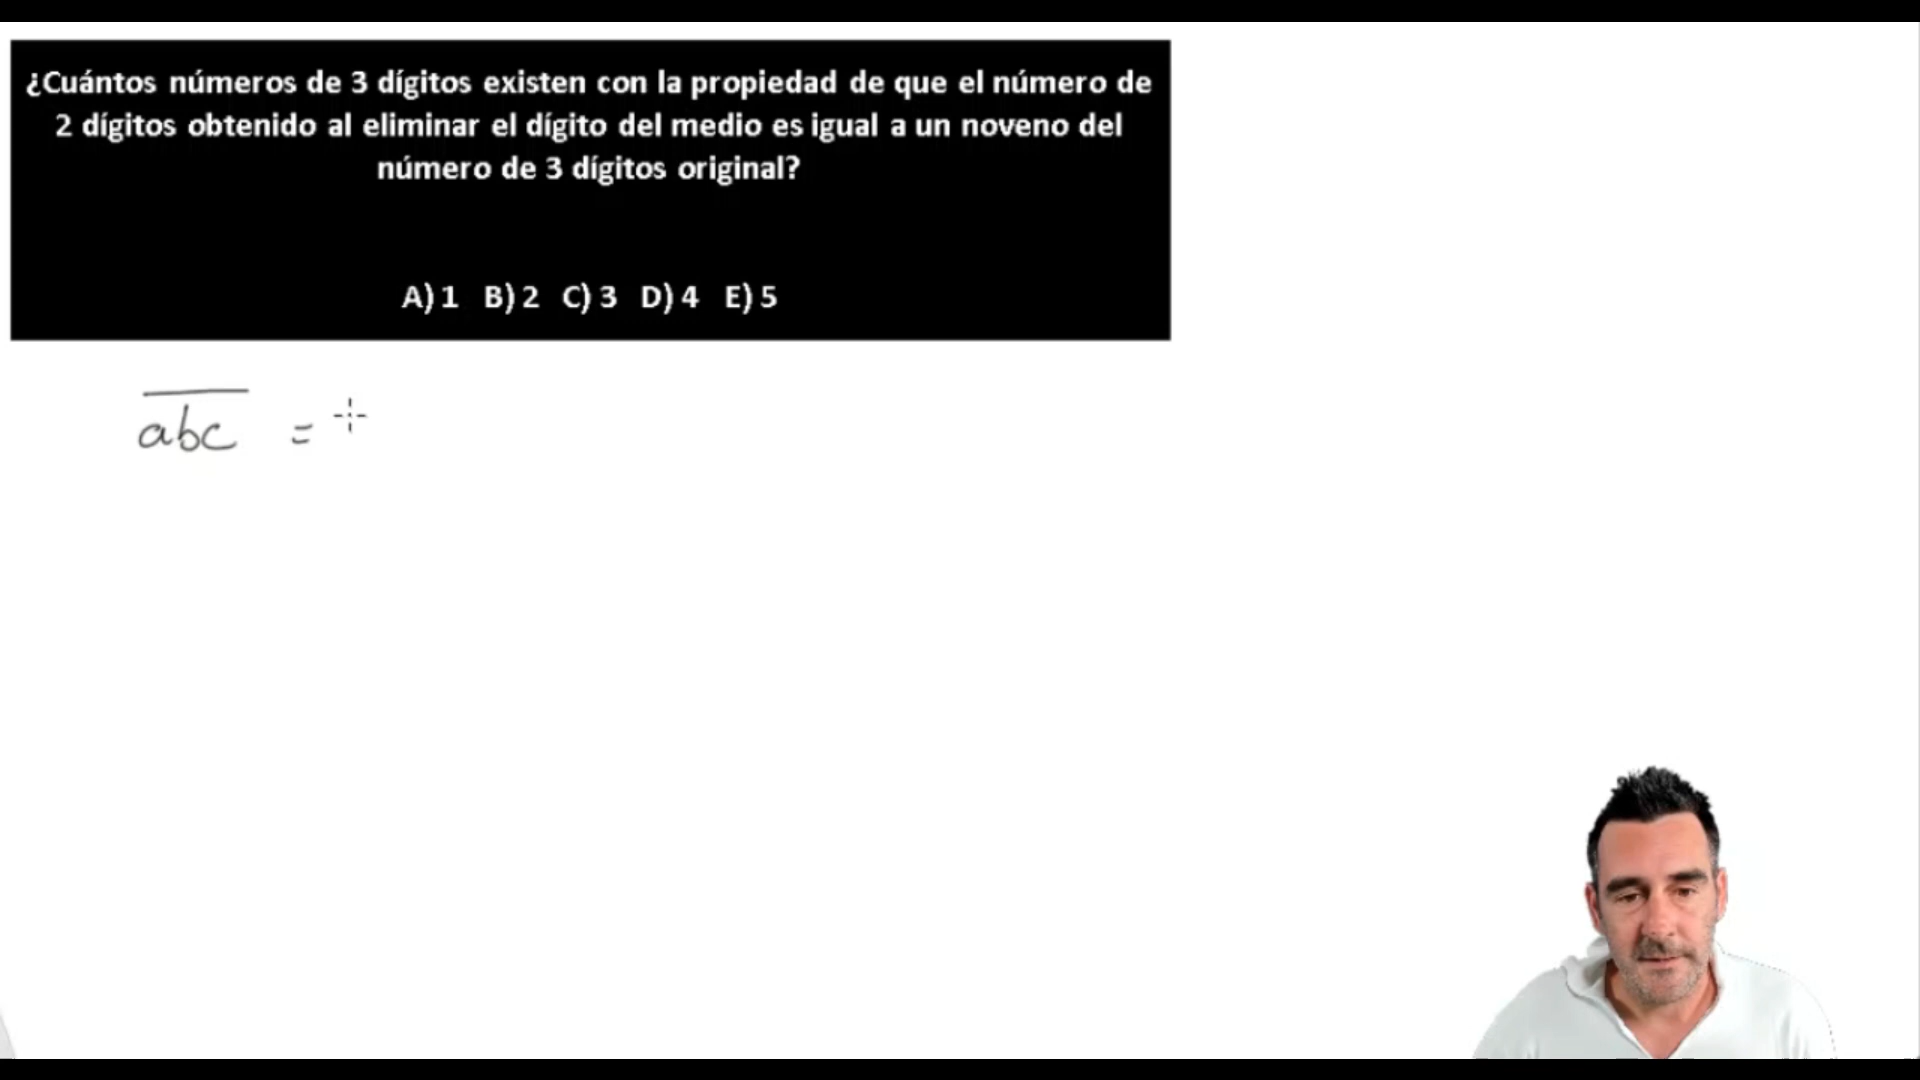 ¿Cuántos números de 3 dígitos existen con la propiedad de que el número de
2 dígitos obtenido al eliminar el dígito del medio es igual a un noveno del
número de 3 dígitos original?
A) 1 B) 2 C) 3 D) 4 E) 5
abc =